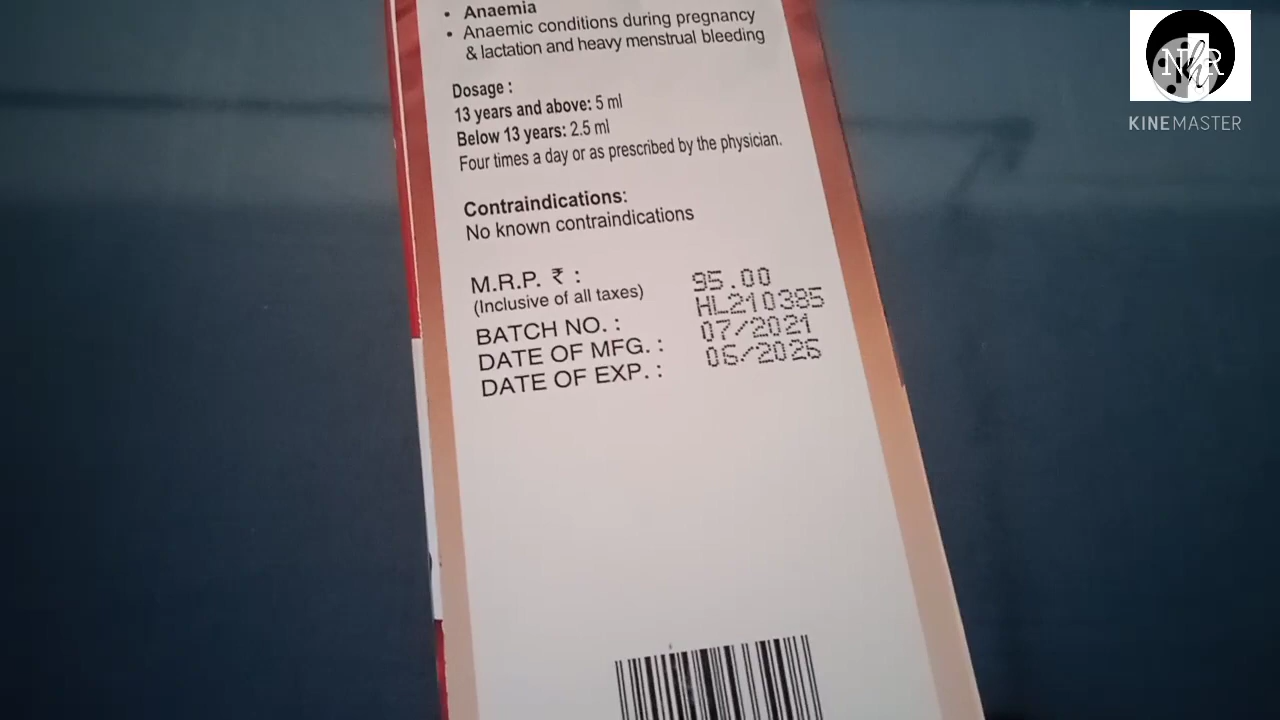 • Anaemia
• Anaemic conditions during pregnancy
& lactation and heavy menstrual bleeding
Dosage :
13 years and above: 5 ml
Below 13 years: 2.5 ml
Four times a day or as prescribed by the physician.
Contraindications:
No known contraindications
M.R.P. ₹ : 95.00
(Inclusive of all taxes)
BATCH NO. : HL210385
DATE OF MFG. : 07/2021
DATE OF EXP. : 06/2026
NhR
KINEMASTER